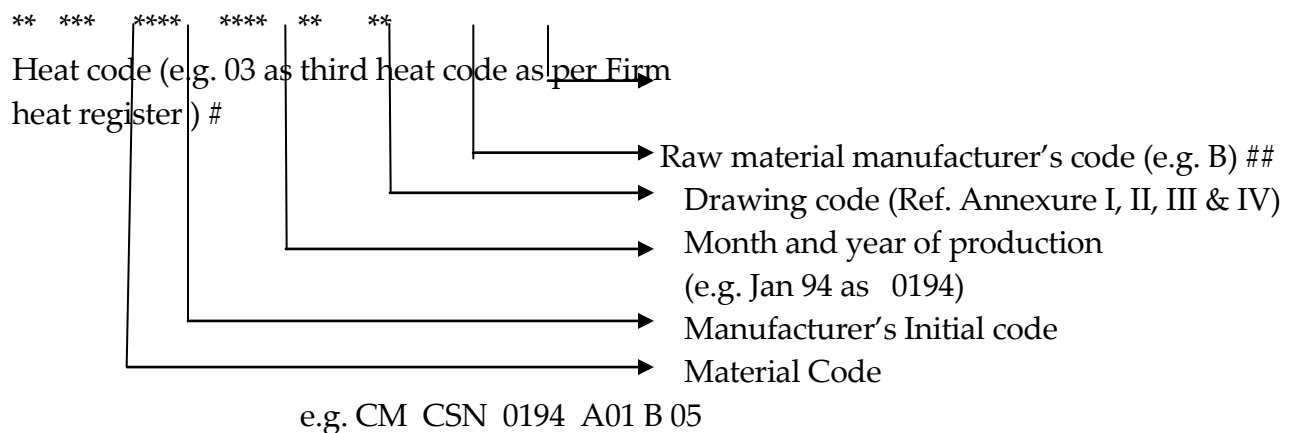 ** *** **** **** ** **
Heat code (e.g. 03 as third heat code as per Firm
heat register ) #
Raw material manufacturer's code (e.g. B) ##
Drawing code (Ref. Annexure I, II, III & IV)
Month and year of production
(e.g. Jan 94 as 0194)
Manufacturer's Initial code
Material Code
e.g. CM CSN 0194 A01 B 05